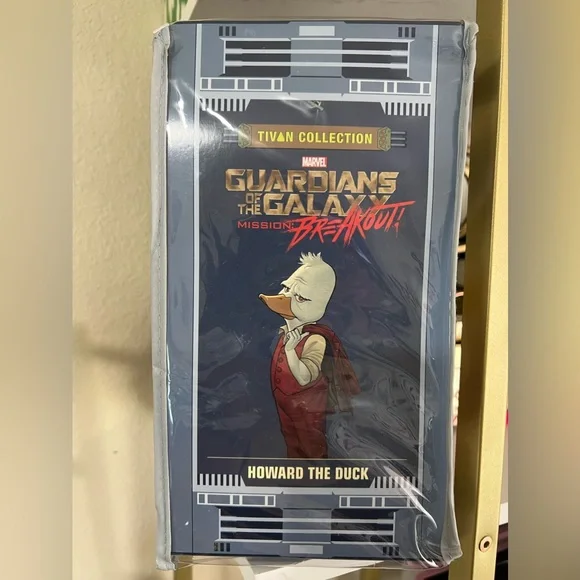 TIVAN COLLECTION
MARVEL
GUARDIANS
OF THE GALAXY
MISSION: BREAKOUT!
HOWARD THE DUCK